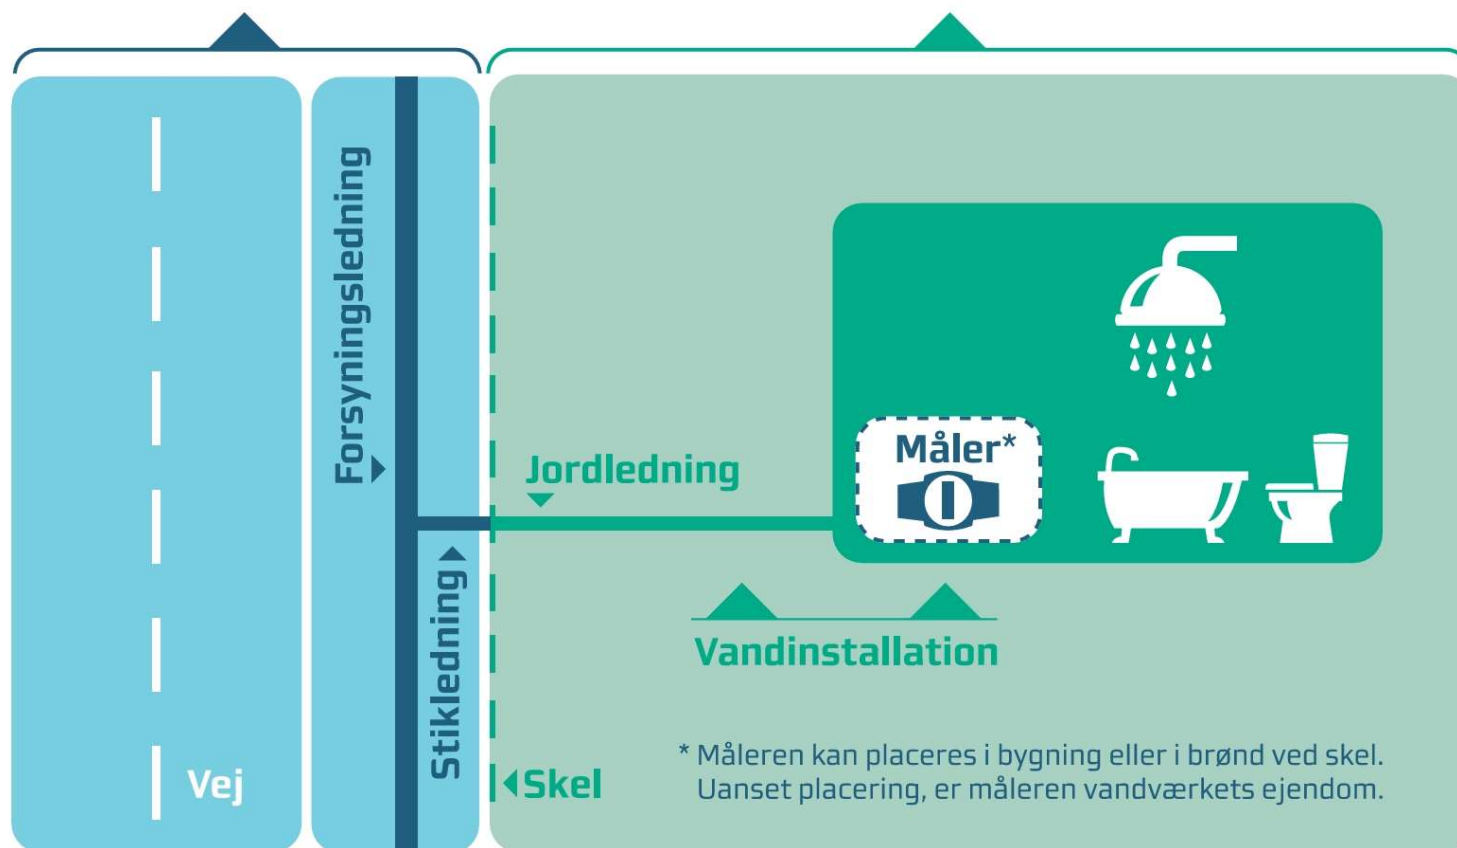 Forsyningsledning
Jordledning
Måler*
Stikledning
Vandinstallation
Vej
Skel
* Måleren kan placeres i bygning eller i brønd ved skel.
Uanset placering, er måleren vandværkets ejendom.